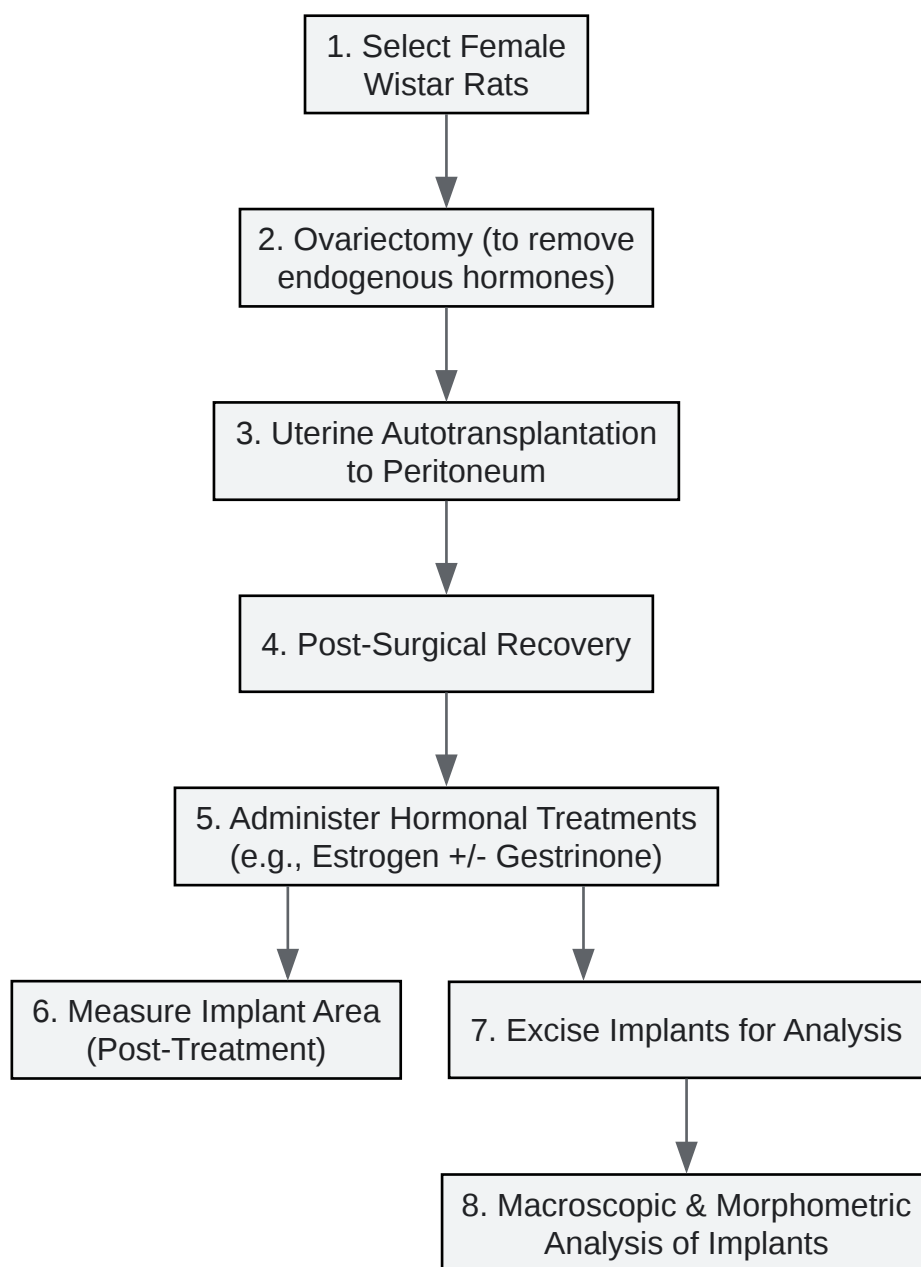 1. Select Female
Wistar Rats
2. Ovariectomy (to remove
endogenous hormones)
3. Uterine Autotransplantation
to Peritoneum
4. Post-Surgical Recovery
5. Administer Hormonal Treatments
(e.g., Estrogen +/- Gestrinone)
6. Measure Implant Area
(Post-Treatment)
7. Excise Implants for Analysis
8. Macroscopic & Morphometric
Analysis of Implants